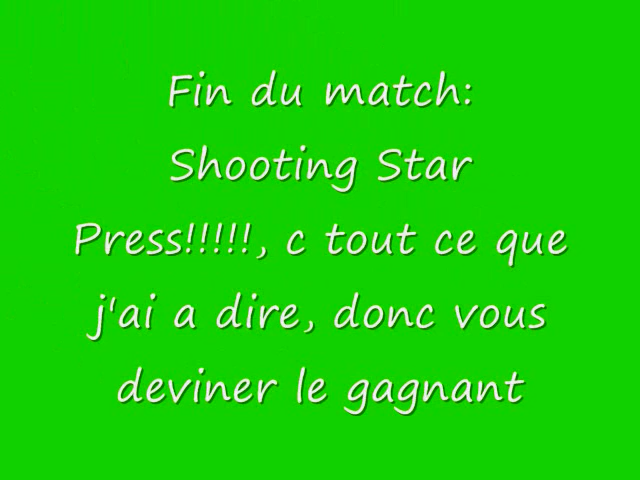 Fin du match:
Shooting Star
Press!!!!!, c tout ce que
j'ai a dire, donc vous
deviner le gagnant